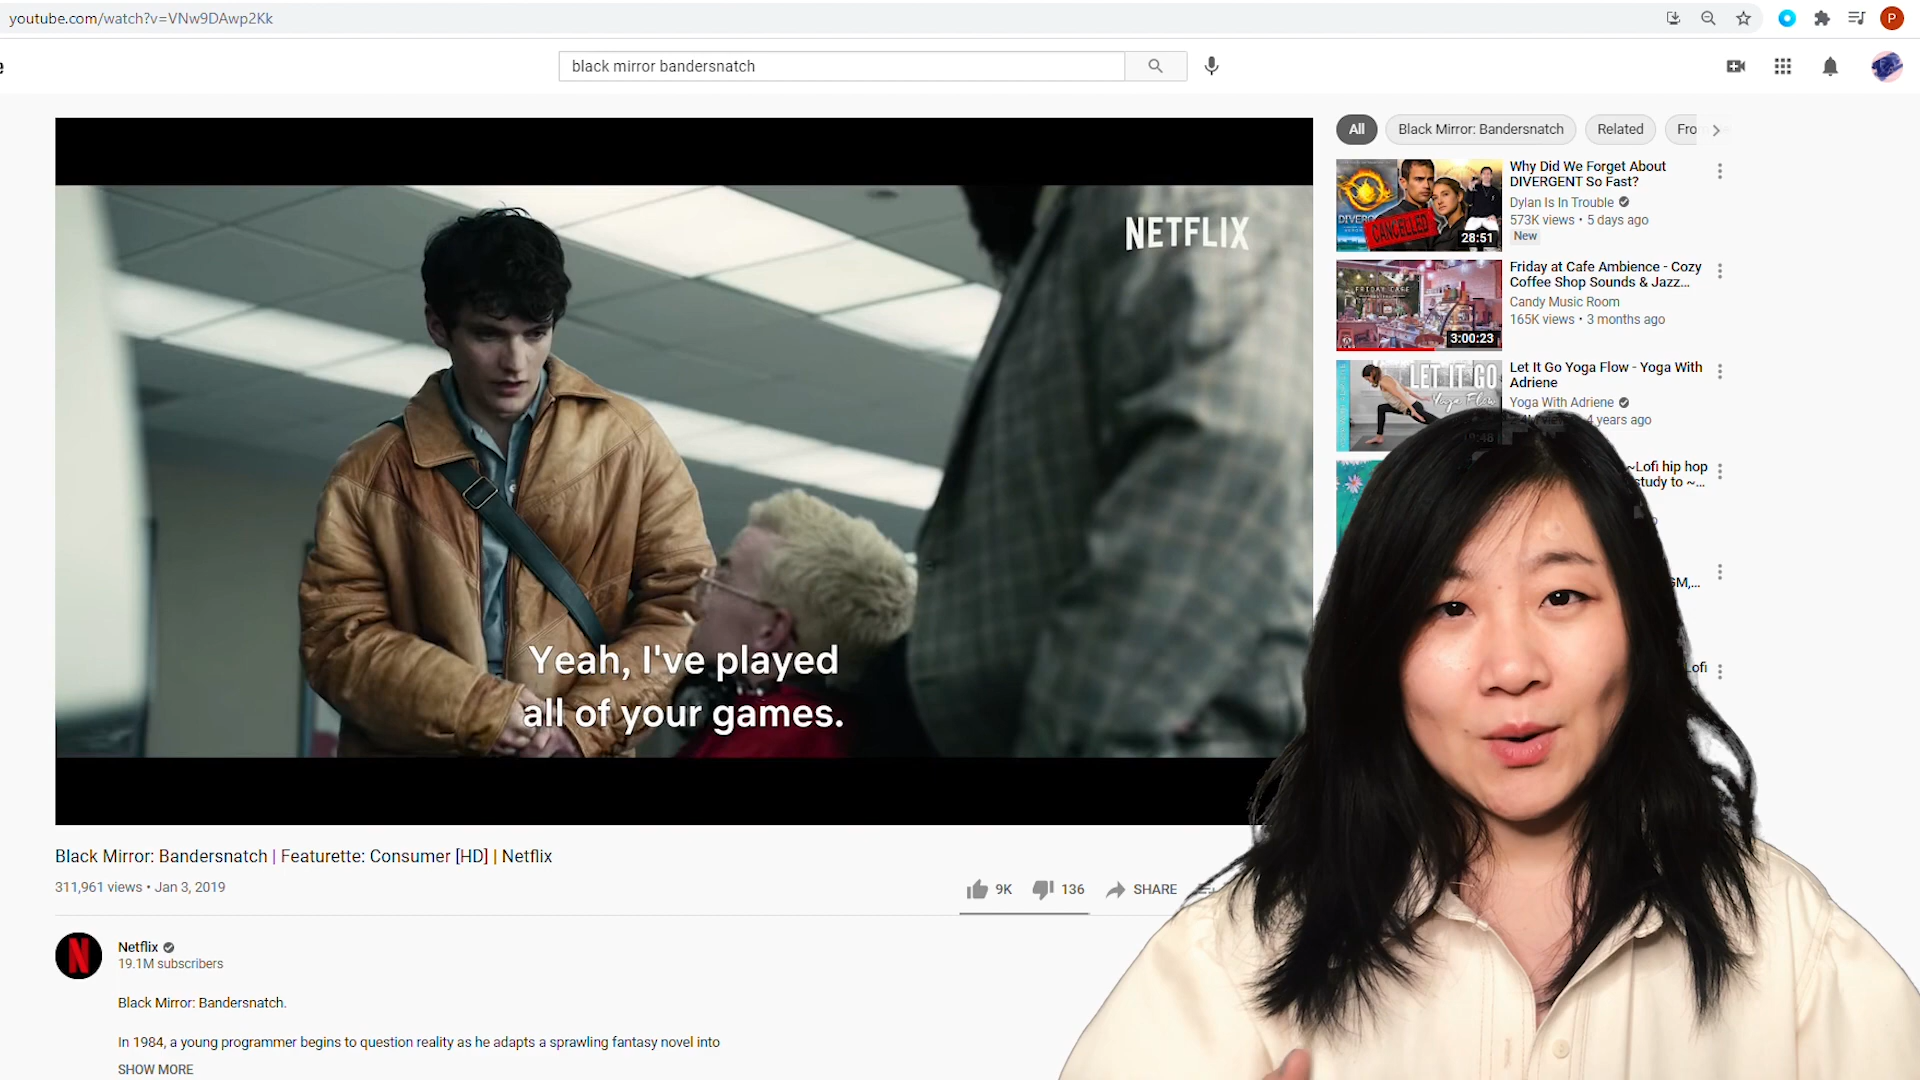 youtube.com/watch?v=VNw9DAwp2Kk
P
black mirror bandersnatch
NETFLIX
Yeah, I've played
all of your games.
Black Mirror: Bandersnatch | Featurette: Consumer [HD] | Netflix
311,961 views • Jan 3, 2019
9K
136
SHARE
Netflix
19.1M subscribers
Black Mirror: Bandersnatch.
In 1984, a young programmer begins to question reality as he adapts a sprawling fantasy novel into
SHOW MORE
All
Black Mirror: Bandersnatch
Related
Fro
CANCELLED
28:51
Why Did We Forget About
DIVERGENT So Fast?
Dylan Is In Trouble
573K views • 5 days ago
New
FRIDAY CAFE
3:00:23
Friday at Cafe Ambience - Cozy
Coffee Shop Sounds & Jazz...
Candy Music Room
165K views • 3 months ago
LET IT GO
Yoga Flow
Let It Go Yoga Flow - Yoga With
Adriene
Yoga With Adriene
4 years ago
~Lofi hip hop
study to ~...
Lofi